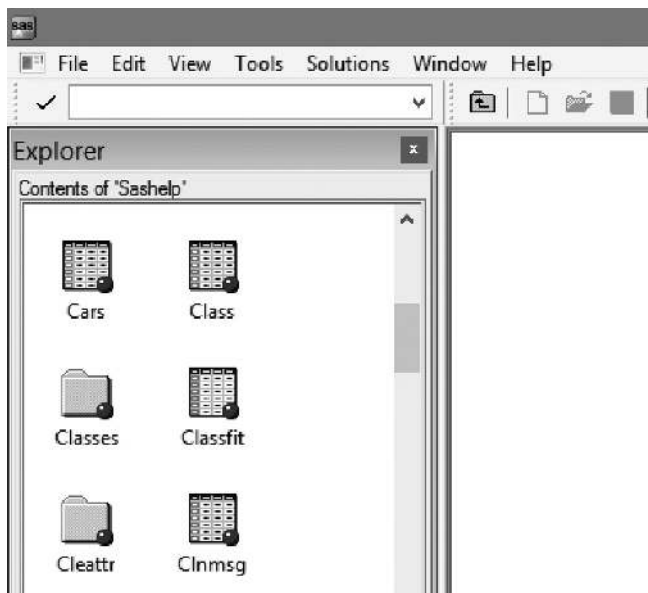 sas
File Edit View Tools Solutions Window Help
Explorer
x
Contents of 'Sashelp'
Cars Class
Classes Classfit
Cleattr Clnmsg